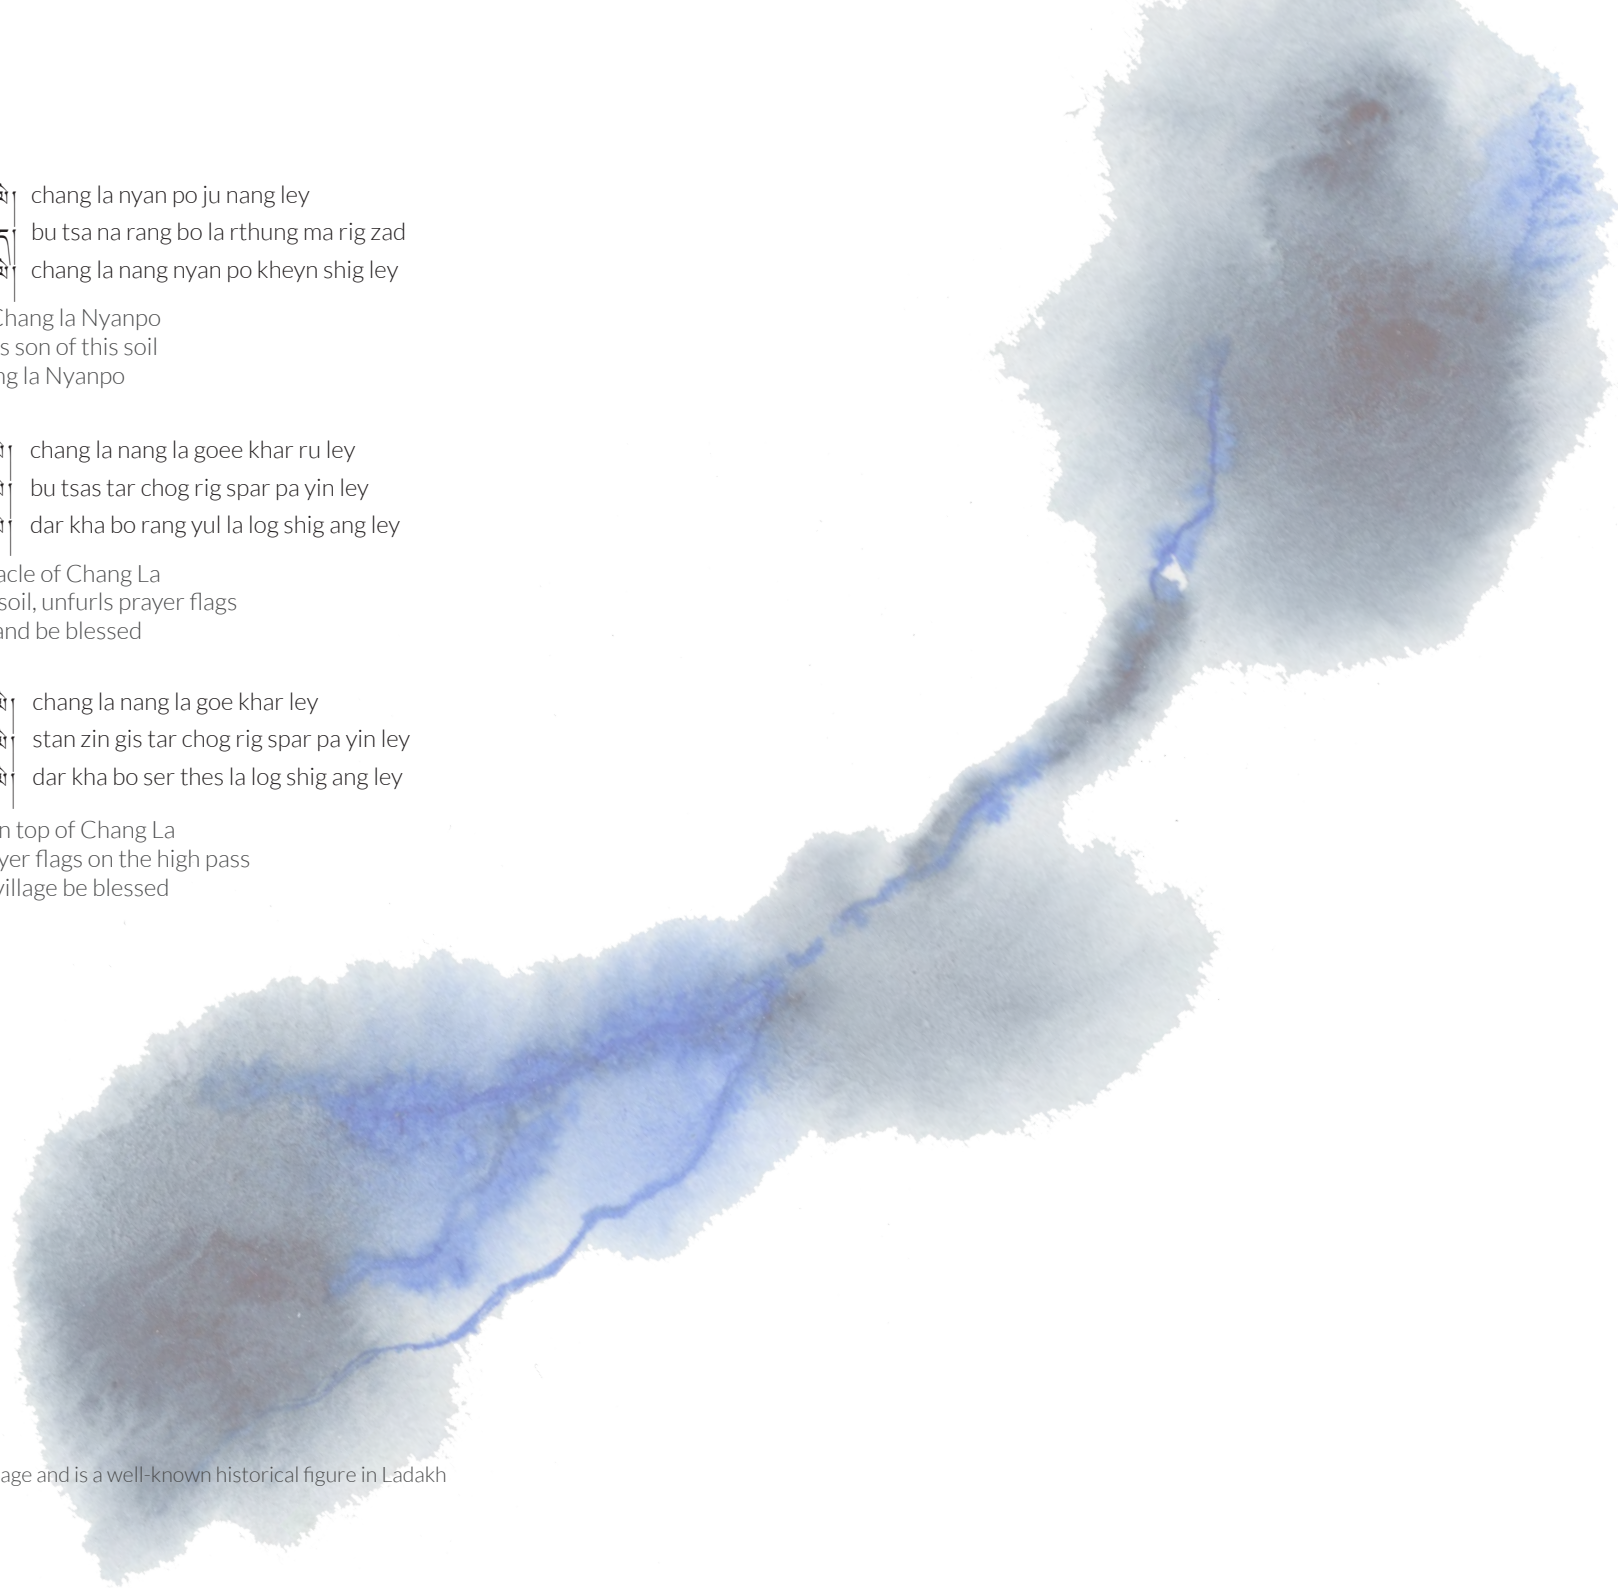 chang la nyan po ju nang ley
bu tsa na rang bo la rthung ma rig zad
chang la nang nyan po kheyn shig ley
Chang la Nyanpo
son of this soil
la Nyanpo
chang la nang la goee khar ru ley
bu tsas tar chog rig spar pa yin ley
dar kha bo rang yul la log shig ang ley
of Chang La
soil, unfurls prayer flags
and be blessed
chang la nang la goe khar ley
stan zin gis tar chog rig spar pa yin ley
dar kha bo ser thes la log shig ang ley
top of Chang La
flags on the high pass
village be blessed
and is a well-known historical figure in Ladakh